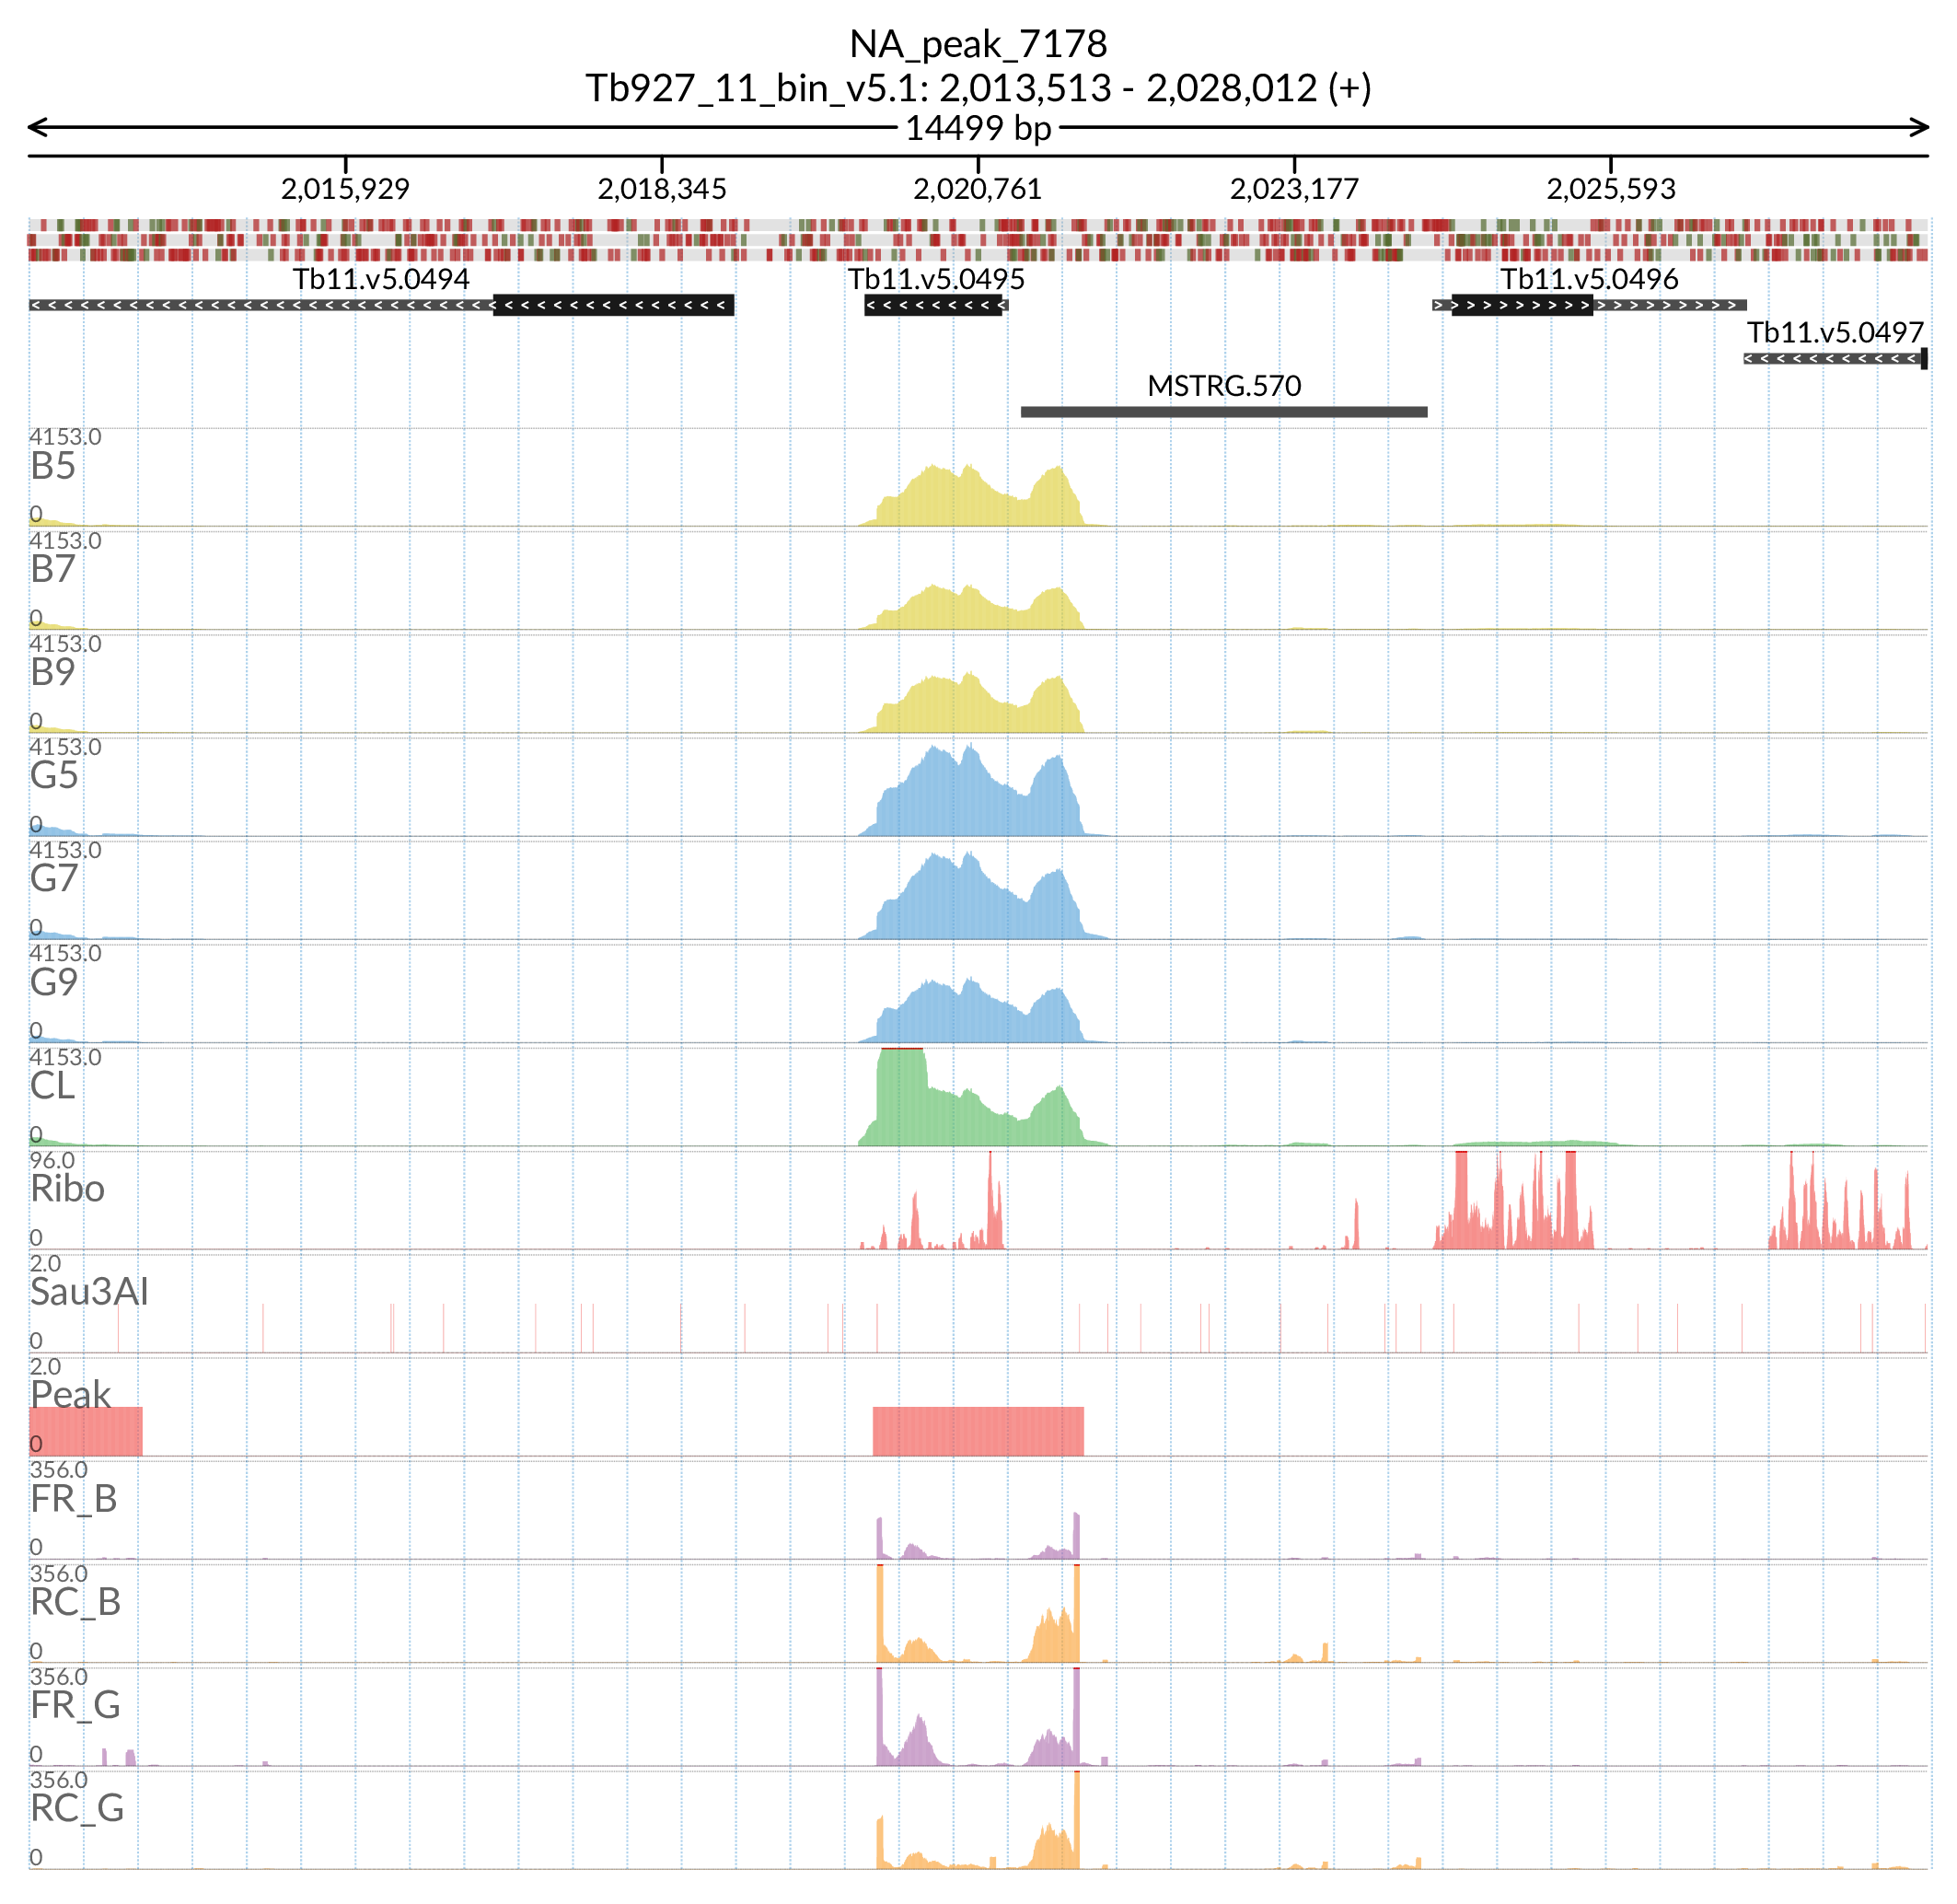 NA_peak_7178
Tb927_11_bin_v5.1: 2,013,513 - 2,028,012 (+)
14499 bp
2,015,929 2,018,345 2,020,761 2,023,177 2,025,593
Tb11.v5.0494 Tb11.v5.0495 Tb11.v5.0496
Tb11.v5.0497
MSTRG.570
4153.0
B5
0
4153.0
B7
0
4153.0
B9
0
4153.0
G5
0
4153.0
G7
0
4153.0
G9
0
4153.0
CL
0
96.0
Ribo
0
2.0
Sau3AI
0
2.0
Peak
0
356.0
FR_B
0
356.0
RC_B
0
356.0
FR_G
0
356.0
RC_G
0